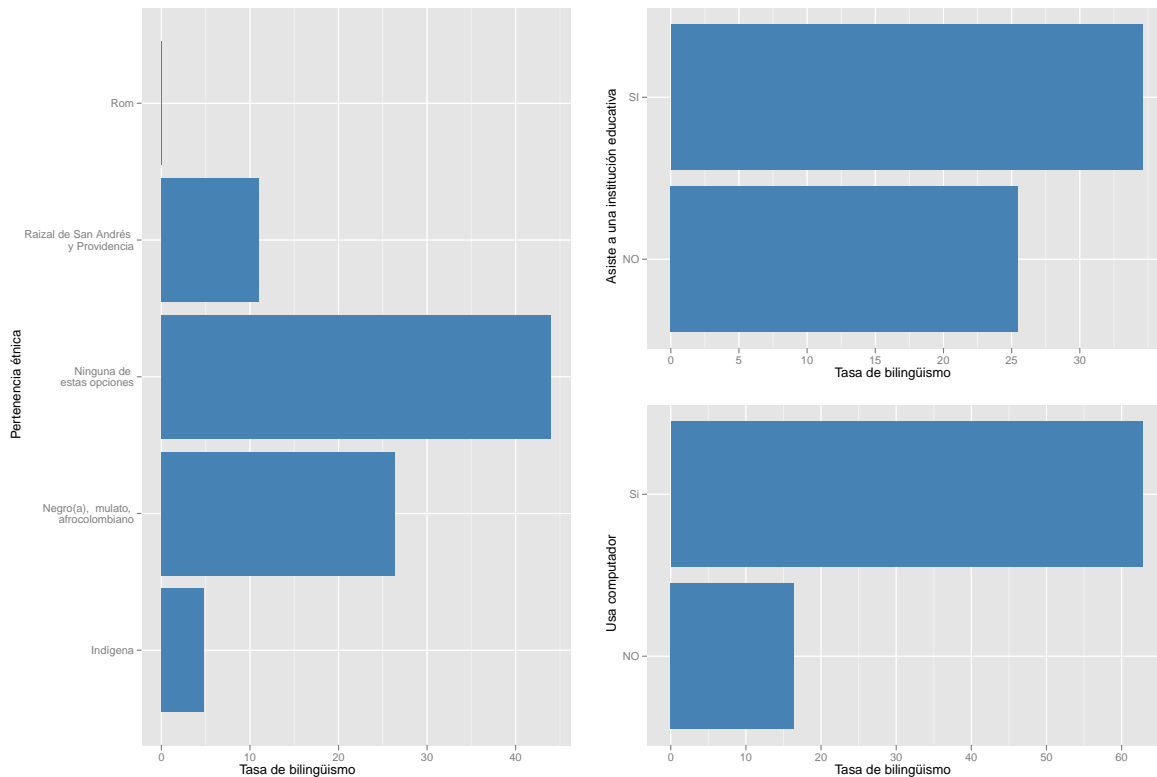 Pertenencia étnica
Rom
Raizal de San Andrés
y Providencia
Ninguna de
estas opciones
Negro(a),  mulato,
afrocolombiano
Indígena
0 10 20 30 40
Tasa de bilingüismo
Asiste a una institución educativa
SI
NO
0 5 10 15 20 25 30
Tasa de bilingüismo
Usa computador
Si
NO
0 10 20 30 40 50 60
Tasa de bilingüismo